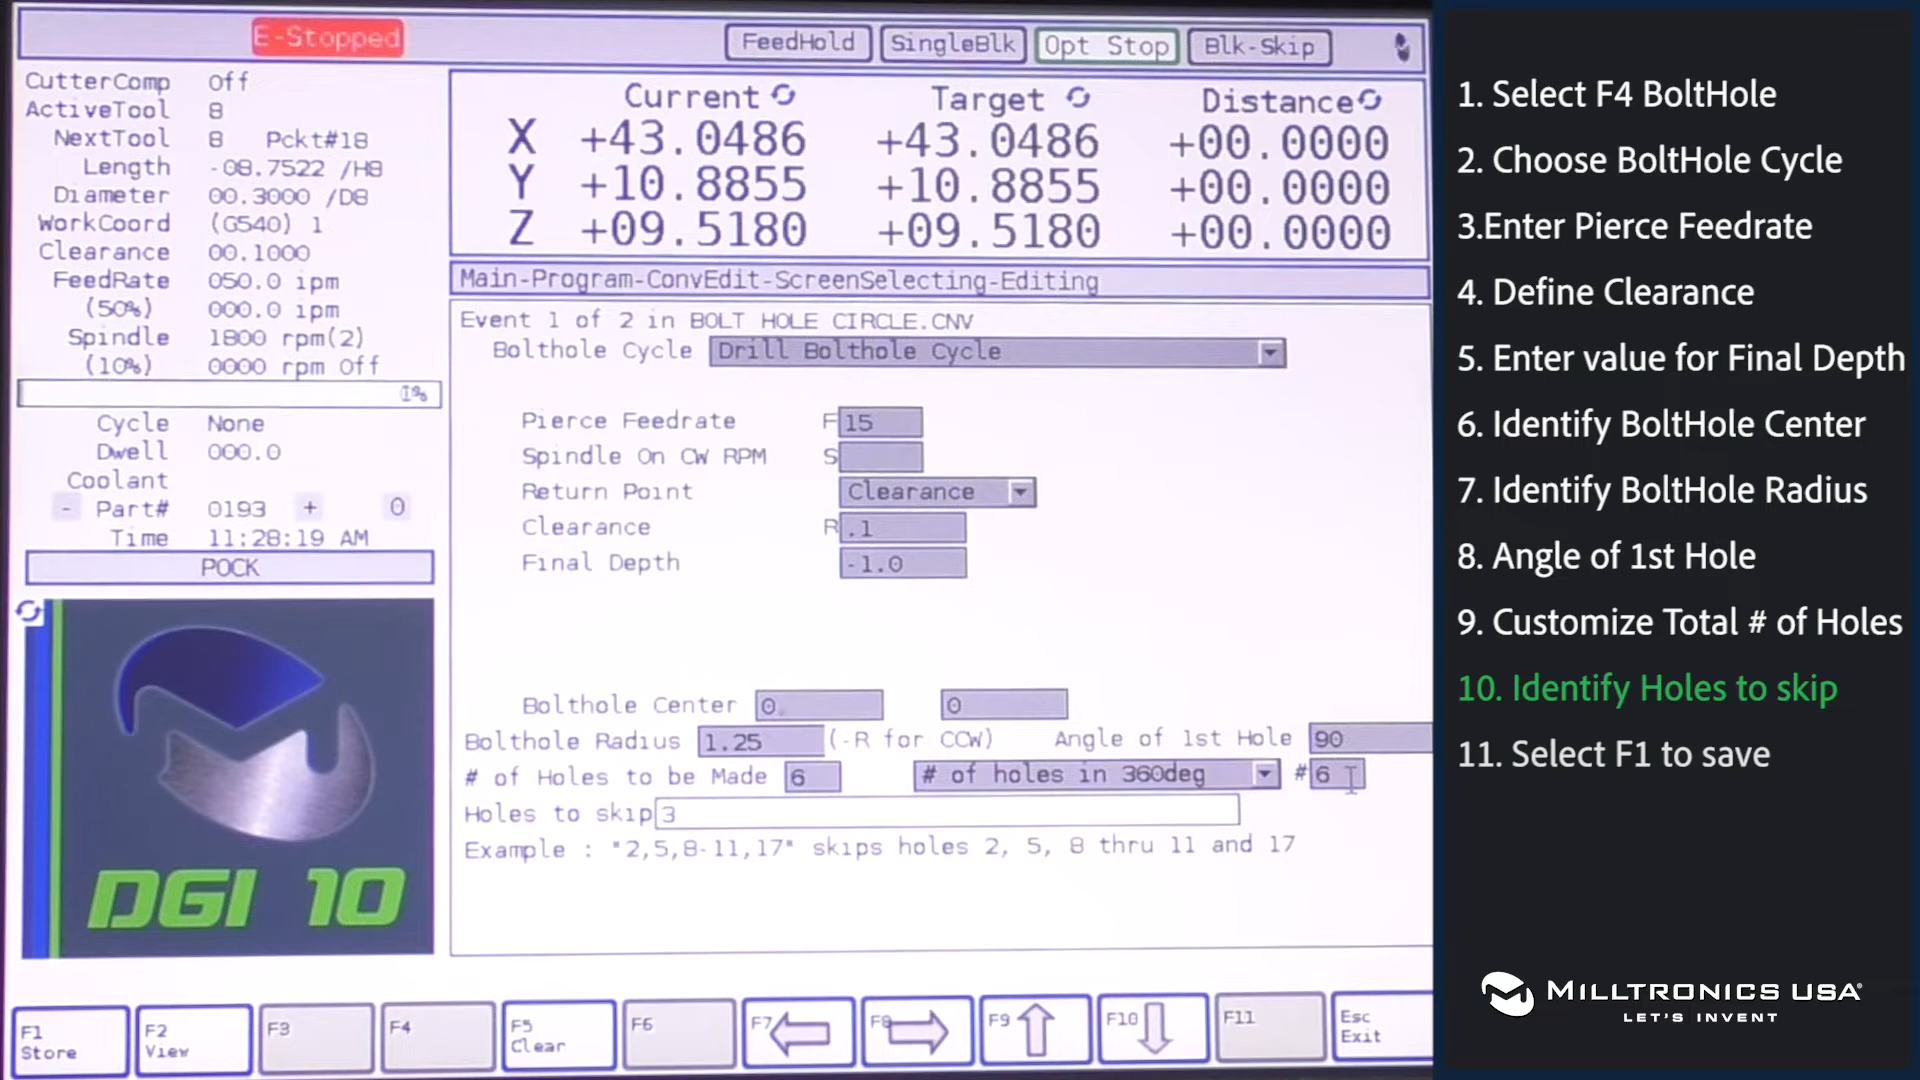 E-Stopped FeedHold SingleBlk Opt Stop Blk-Skip
CutterComp Off
ActiveTool 8
NextTool 8 Pckt#18
Length -08.7522 /H8
Diameter 00.3000 /D8
WorkCoord (G540) 1
Clearance 00.1000
FeedRate 050.0 ipm
(50%) 000.0 ipm
Spindle 1800 rpm(2)
(10%) 0000 rpm Off
Cycle None
Dwell 000.0
Coolant
- Part# 0193 + 0
Time 11:28:19 AM
POCK
DGI 10
Current Target Distance
X +43.0486 +43.0486 +00.0000
Y +10.8855 +10.8855 +00.0000
Z +09.5180 +09.5180 +00.0000
Main-Program-ConvEdit-ScreenSelecting-Editing
Event 1 of 2 in BOLT HOLE CIRCLE.CNV
Bolthole Cycle Drill Bolthole Cycle
Pierce Feedrate F 15
Spindle On CW RPM S
Return Point Clearance
Clearance R .1
Final Depth -1.0
Bolthole Center 0. 0
Bolthole Radius 1.25 (-R for CCW) Angle of 1st Hole 90
# of Holes to be Made 6 # of holes in 360deg #6
Holes to skip 3
Example : "2,5,8-11,17" skips holes 2, 5, 8 thru 11 and 17
F1 Store
F2 View
F3
F4
F5 Clear
F6
F7
F8
F9
F10
F11
Esc Exit
1. Select F4 BoltHole
2. Choose BoltHole Cycle
3.Enter Pierce Feedrate
4. Define Clearance
5. Enter value for Final Depth
6. Identify BoltHole Center
7. Identify BoltHole Radius
8. Angle of 1st Hole
9. Customize Total # of Holes
10. Identify Holes to skip
11. Select F1 to save
MILLTRONICS USA
LET'S INVENT